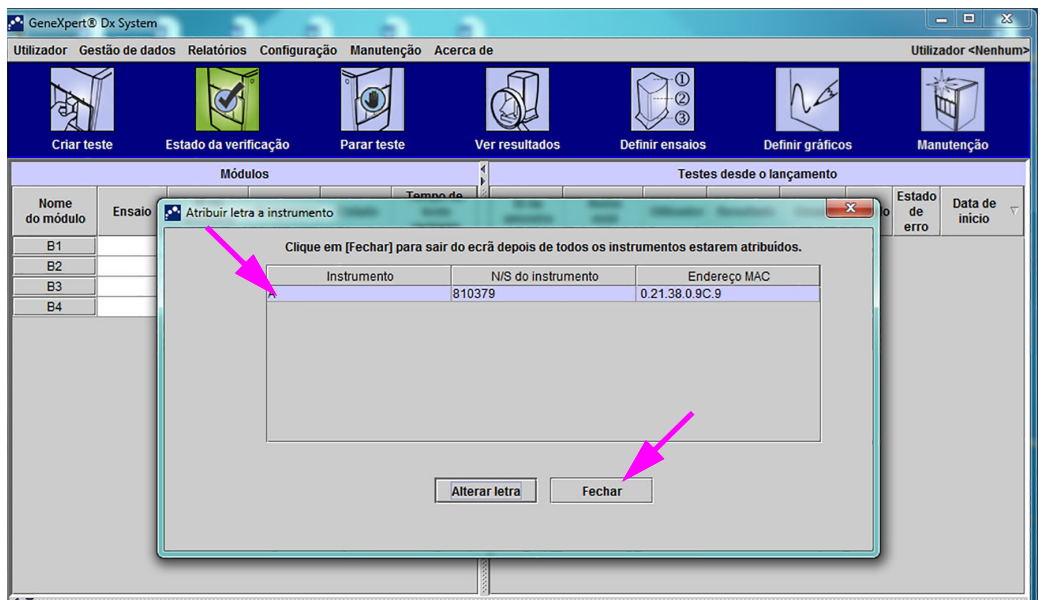 GeneXpert® Dx System
Utilizador Gestão de dados Relatórios Configuração Manutenção Acerca de Utilizador <Nenhum>
Criar teste Estado da verificação Parar teste Ver resultados Definir ensaios Definir gráficos Manutenção
Módulos Testes desde o lançamento
Nome do módulo Ensaio Tempo de Estado de erro Data de início
Atribuir letra a instrumento
Clique em [Fechar] para sair do ecrã depois de todos os instrumentos estarem atribuídos.
Instrumento N/S do instrumento Endereço MAC
A 810379 0.21.38.0.9C.9
B1
B2
B3
B4
Alterar letra Fechar